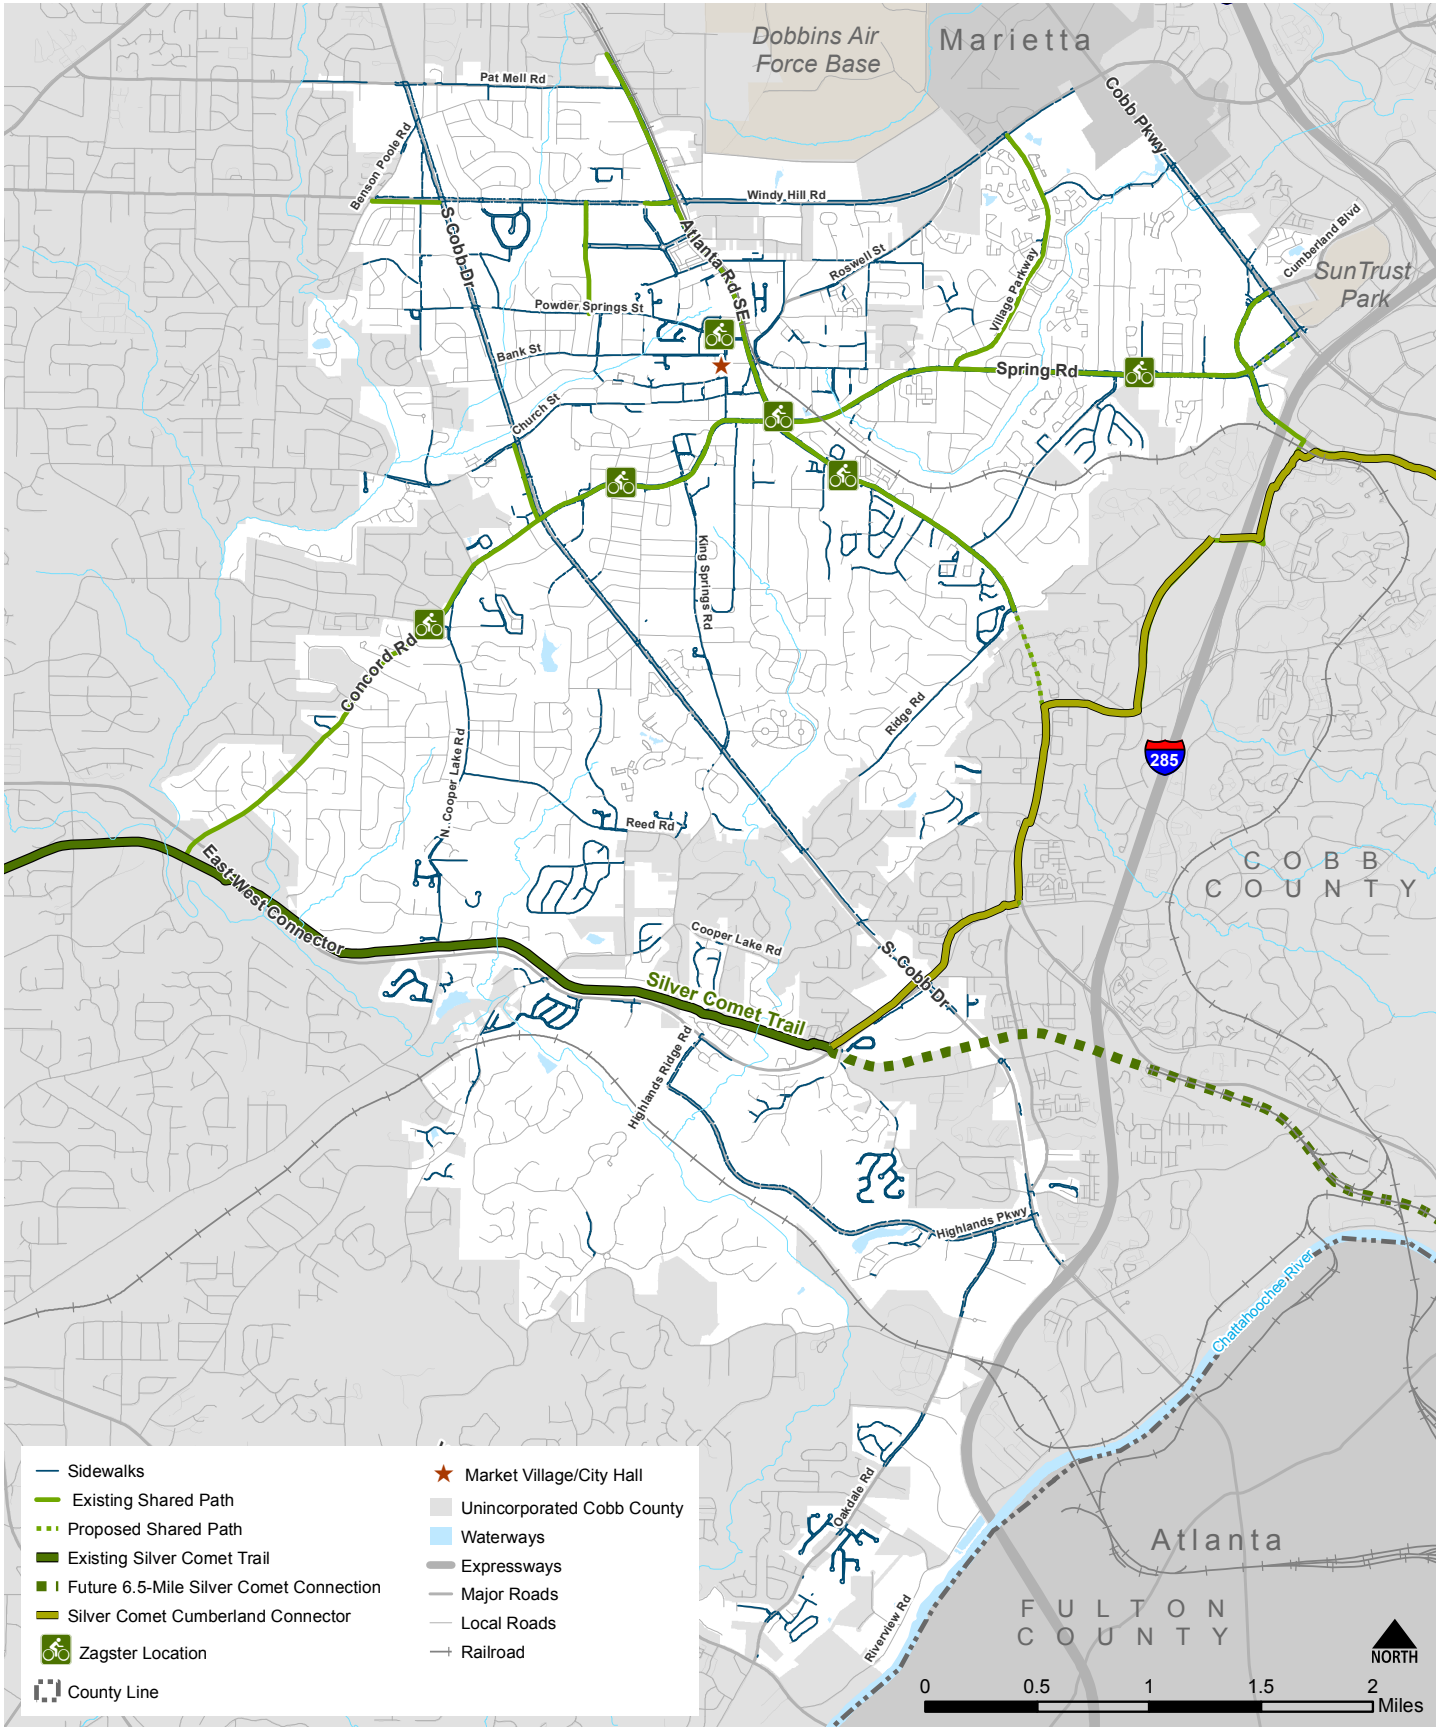 Dobbins Air
Force Base
Marietta
Pat Mell Rd
Cobb Pkwy
Benson Poole Rd
Windy Hill Rd
S Cobb Dr
Atlanta Rd SE
Roswell St
Cumberland Blvd
SunTrust
Park
Village Parkway
Powder Springs St
Bank St
Spring Rd
Church St
King Springs Rd
Concord Rd
Ridge Rd
N. Cooper Lake Rd
285
Reed Rd
COBB
COUNTY
East West Connector
Cooper Lake Rd
S. Cobb Dr
Silver Comet Trail
Highlands Ridge Rd
Highlands Pkwy
Chattahoochee River
Oakdale Rd
Atlanta
Riverview Rd
FULTON
COUNTY
Sidewalks
Existing Shared Path
Proposed Shared Path
Existing Silver Comet Trail
Future 6.5-Mile Silver Comet Connection
Silver Comet Cumberland Connector
Zagster Location
County Line
Market Village/City Hall
Unincorporated Cobb County
Waterways
Expressways
Major Roads
Local Roads
Railroad
NORTH
0 0.5 1 1.5 2
Miles